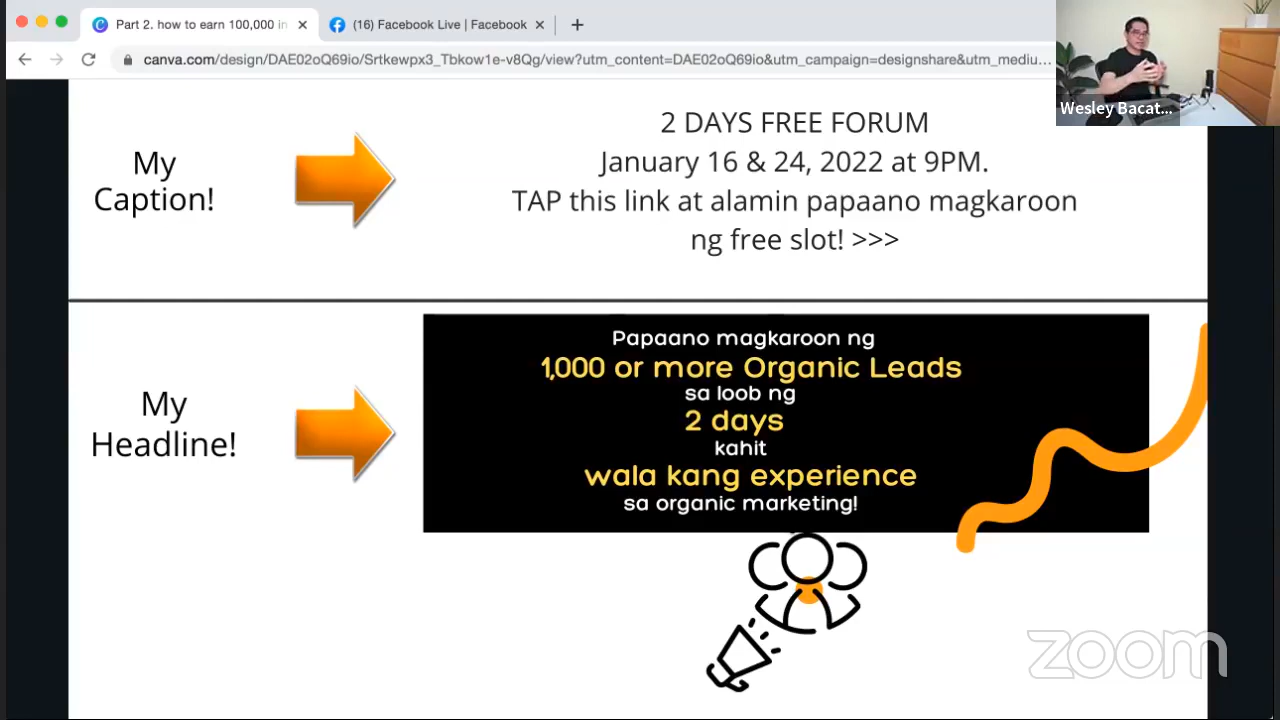 Part 2. how to earn 100,000 in
(16) Facebook Live | Facebook
canva.com/design/DAE02oQ69io/Srtkewpx3_Tbkow1e-v8Qg/view?utm_content=DAE02oQ69io&utm_campaign=designshare&utm_mediu...
Wesley Bacat...
My
Caption!
2 DAYS FREE FORUM
January 16 & 24, 2022 at 9PM.
TAP this link at alamin papaano magkaroon
ng free slot! >>>
My
Headline!
Papaano magkaroon ng
1,000 or more Organic Leads
sa loob ng
2 days
kahit
wala kang experience
sa organic marketing!
zoom